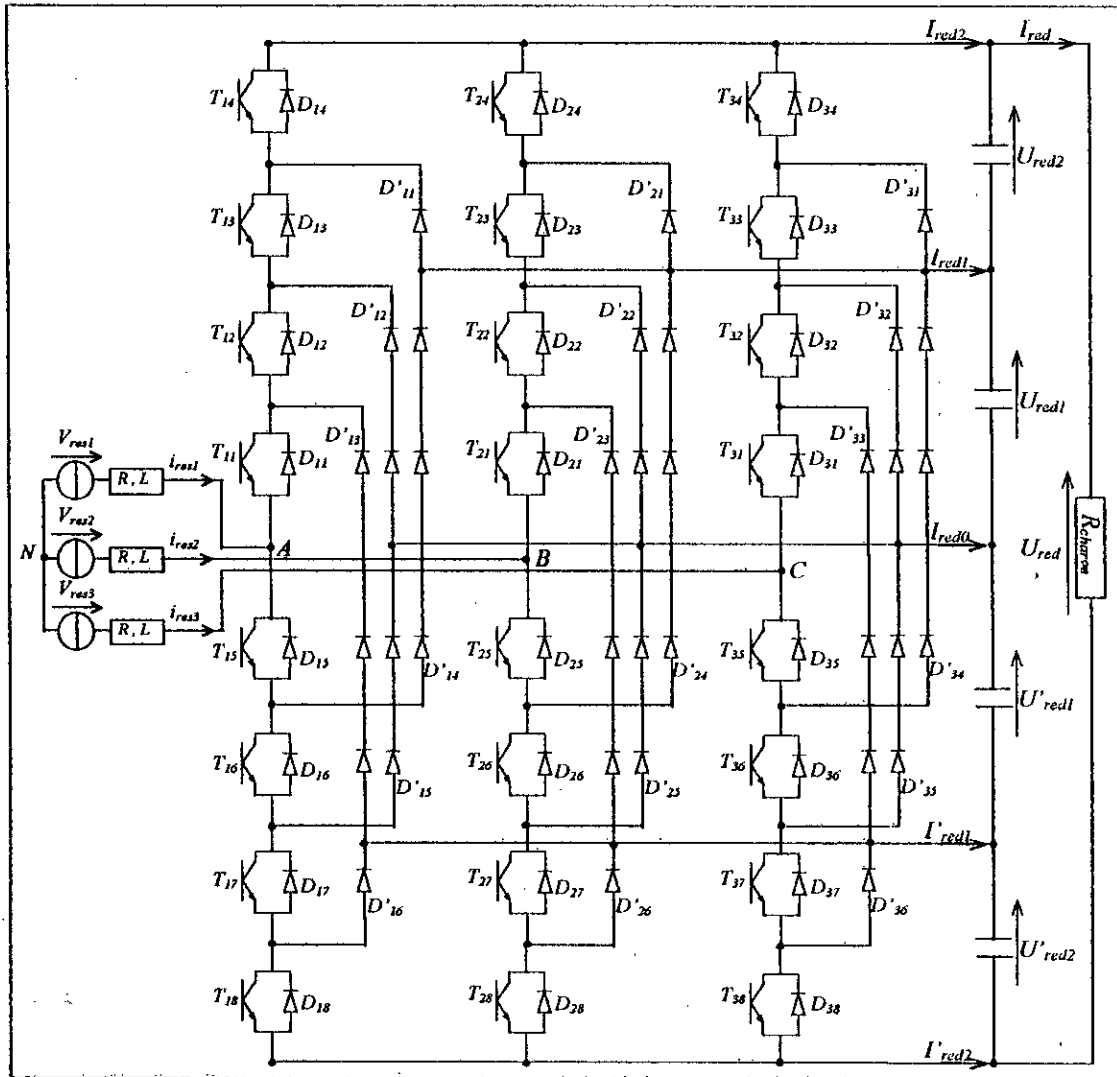 I_red2 I_red
T_14 D_14 T_24 D_24 T_34 D_34
U_red2
D'_11 D'_21 D'_31
T_13 D_13 T_23 D_23 T_33 D_33
I_red1
D'_12 D'_22 D'_32
T_12 D_12 T_22 D_22 T_32 D_32
U_red1
D'_13 D'_23 D'_33
T_11 D_11 T_21 D_21 T_31 D_31
V_res1 i_res1
R, L
V_res2 i_res2 A I_red0
N R, L B U_red R_charge
V_res3 i_res3 C
R, L
T_15 D_15 T_25 D_25 T_35 D_35
D'_14 D'_24 D'_34
U'_red1
T_16 D_16 T_26 D_26 T_36 D_36
D'_15 D'_25 D'_35
I'_red1
T_17 D_17 T_27 D_27 T_37 D_37
D'_16 D'_26 D'_36
U'_red2
T_18 D_18 T_28 D_28 T_38 D_38
I'_red2